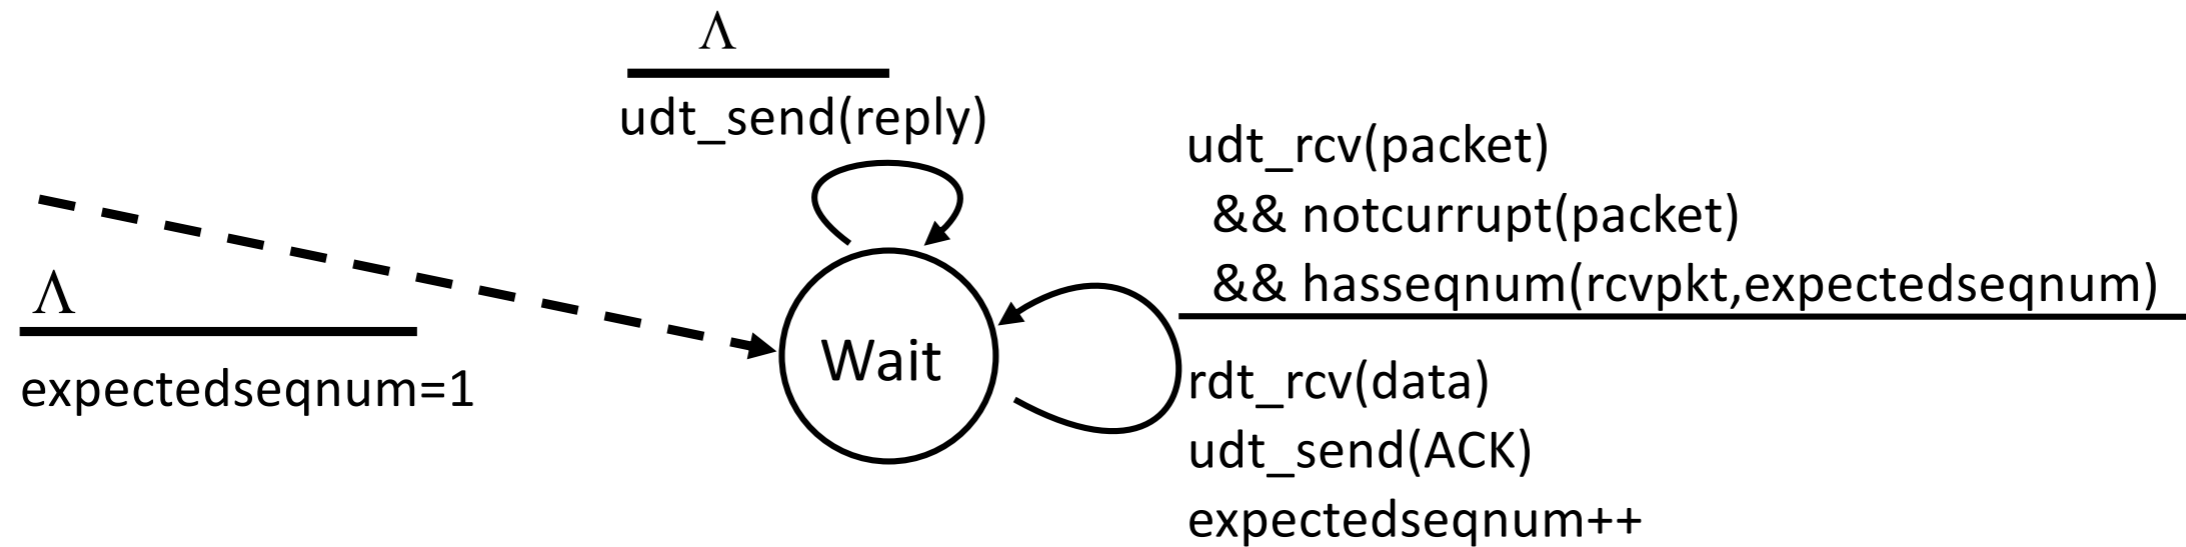 Λ
udt_send(reply)
Λ
expectedseqnum=1
Wait
udt_rcv(packet)
&& notcurrupt(packet)
&& hasseqnum(rcvpkt,expectedseqnum)
rdt_rcv(data)
udt_send(ACK)
expectedseqnum++